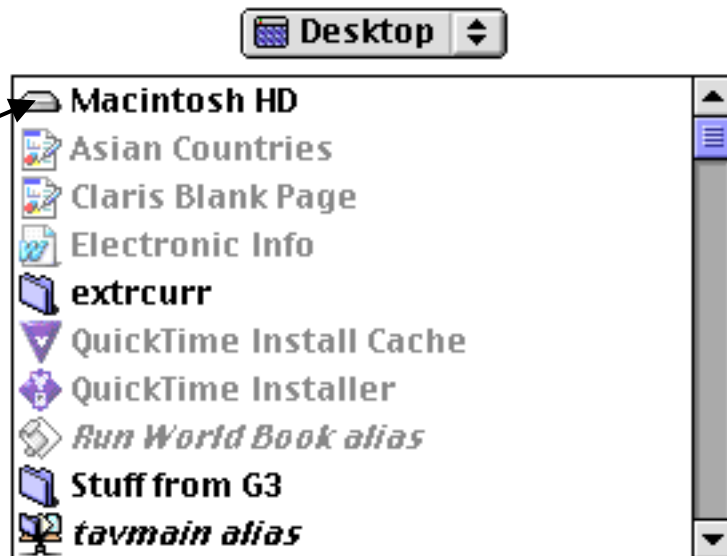 Desktop
Macintosh HD
Asian Countries
Claris Blank Page
Electronic Info
extrcurr
QuickTime Install Cache
QuickTime Installer
Run World Book alias
Stuff from G3
tavmain alias